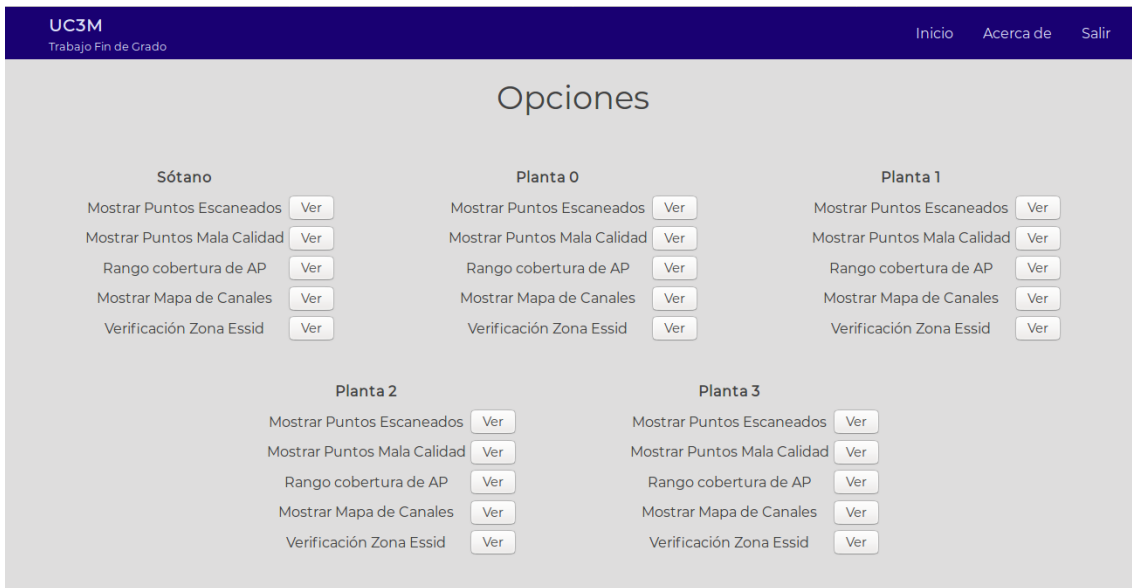 UC3M
Trabajo Fin de Grado
Inicio Acerca de Salir
Opciones
Sótano
Mostrar Puntos Escaneados Ver
Mostrar Puntos Mala Calidad Ver
Rango cobertura de AP Ver
Mostrar Mapa de Canales Ver
Verificación Zona Essid Ver
Planta 0
Mostrar Puntos Escaneados Ver
Mostrar Puntos Mala Calidad Ver
Rango cobertura de AP Ver
Mostrar Mapa de Canales Ver
Verificación Zona Essid Ver
Planta 1
Mostrar Puntos Escaneados Ver
Mostrar Puntos Mala Calidad Ver
Rango cobertura de AP Ver
Mostrar Mapa de Canales Ver
Verificación Zona Essid Ver
Planta 2
Mostrar Puntos Escaneados Ver
Mostrar Puntos Mala Calidad Ver
Rango cobertura de AP Ver
Mostrar Mapa de Canales Ver
Verificación Zona Essid Ver
Planta 3
Mostrar Puntos Escaneados Ver
Mostrar Puntos Mala Calidad Ver
Rango cobertura de AP Ver
Mostrar Mapa de Canales Ver
Verificación Zona Essid Ver